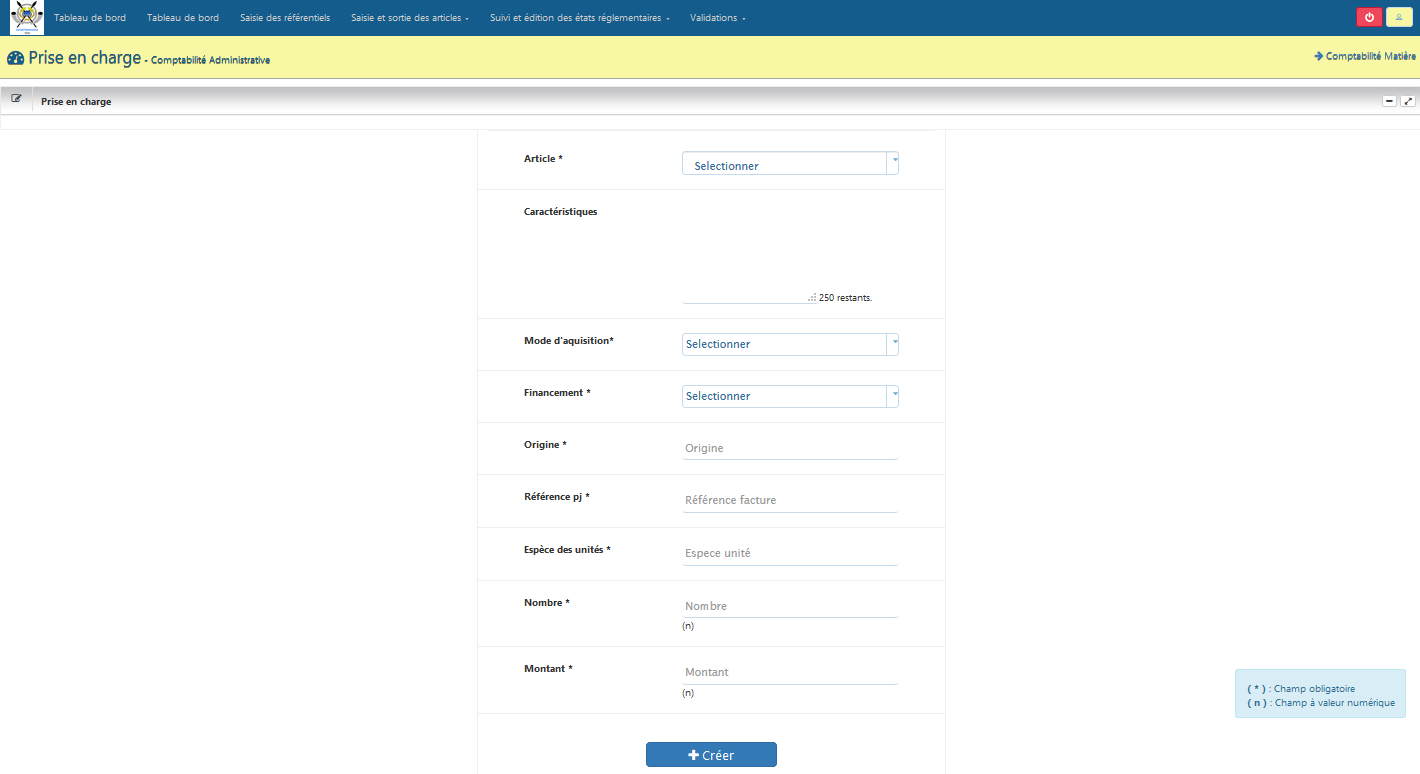 Tableau de bord Tableau de bord Saisie des référentiels Saisie et sortie des articles Suivi et édition des états réglementaires Validations
Prise en charge - Comptabilité Administrative
Comptabilité Matière
Prise en charge
Article *
Selectionner
Caractéristiques
250 restants.
Mode d'aquisition*
Selectionner
Financement *
Selectionner
Origine *
Origine
Référence pj *
Référence facture
Espèce des unités *
Espece unité
Nombre *
Nombre
(n)
Montant *
Montant
(n)
( * ) : Champ obligatoire
( n ) : Champ à valeur numérique
Créer